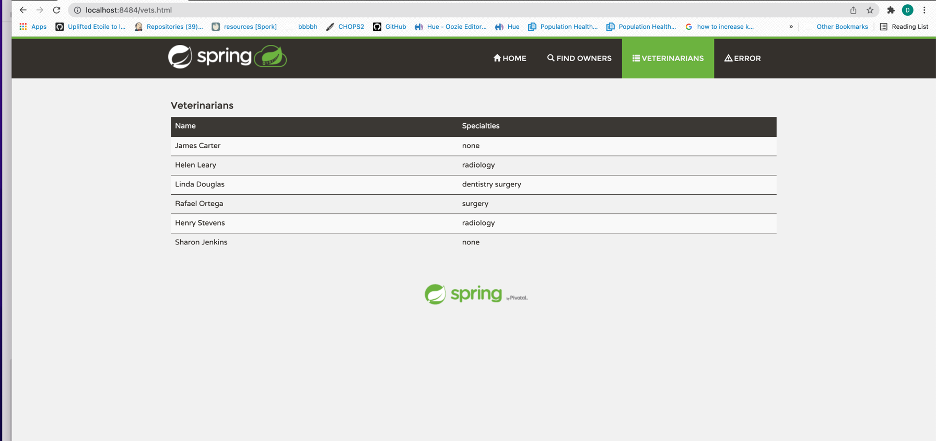 localhost:8484/vets.html
Apps Uplifted Etoile to I... Repositories (39)... resources [Spork] bbbbh CHOPS2 GitHub Hue - Oozie Editor... Hue Population Health... Population Health... G how to increase k... » Other Bookmarks Reading List
D
spring HOME FIND OWNERS VETERINARIANS ERROR
Veterinarians
Name Specialties
James Carter none
Helen Leary radiology
Linda Douglas dentistry surgery
Rafael Ortega surgery
Henry Stevens radiology
Sharon Jenkins none
spring by Pivotal.